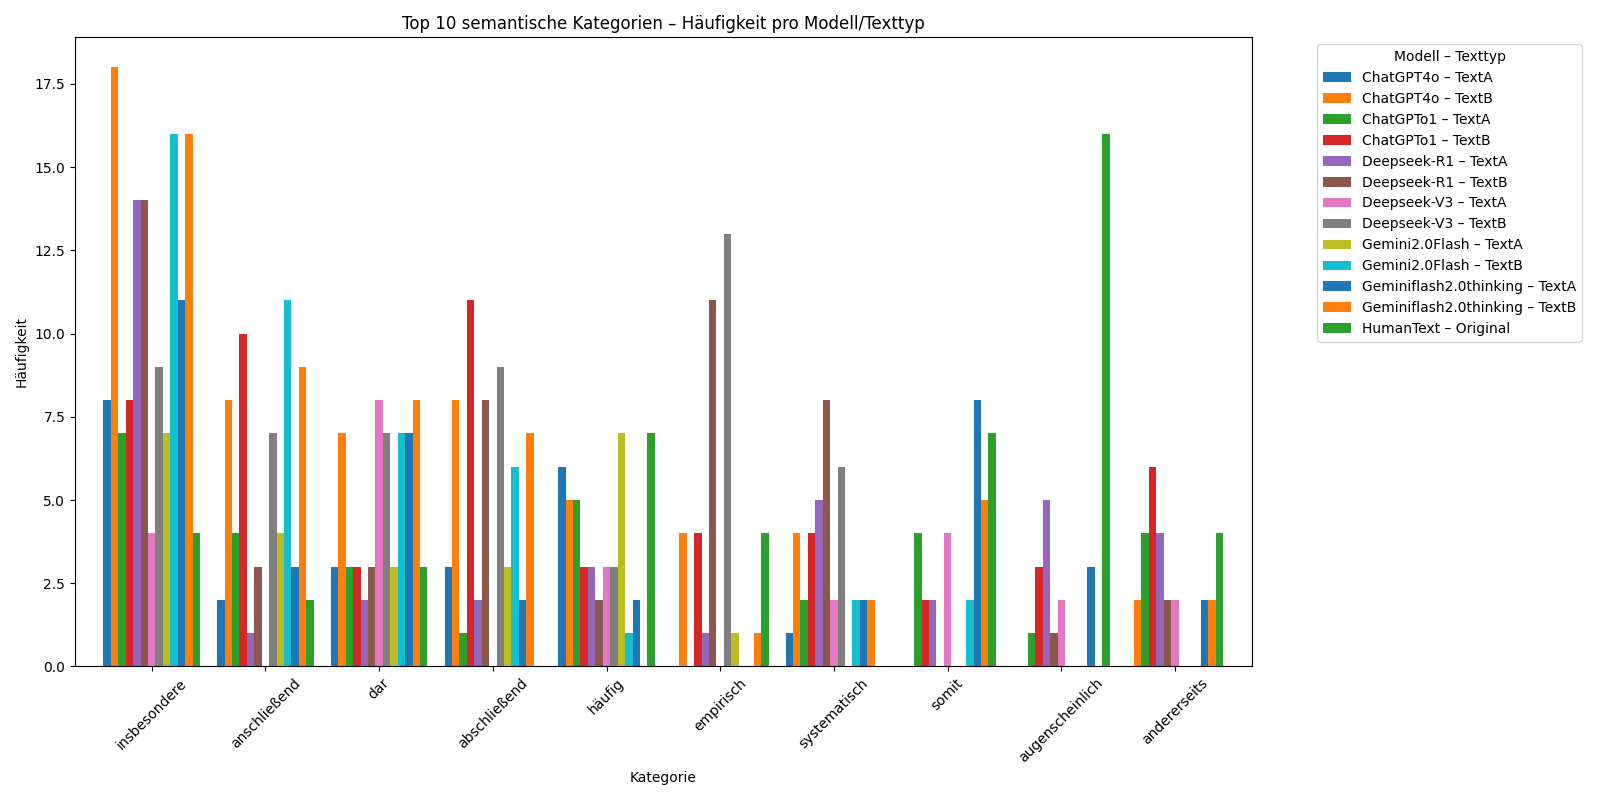 Top 10 semantische Kategorien – Häufigkeit pro Modell/Texttyp
Häufigkeit
17.5
15.0
12.5
10.0
7.5
5.0
2.5
0.0
insbesondere
anschließend
dar
abschließend
häufig
empirisch
systematisch
somit
augenscheinlich
andererseits
Kategorie
Modell – Texttyp
ChatGPT4o – TextA
ChatGPT4o – TextB
ChatGPTo1 – TextA
ChatGPTo1 – TextB
Deepseek-R1 – TextA
Deepseek-R1 – TextB
Deepseek-V3 – TextA
Deepseek-V3 – TextB
Gemini2.0Flash – TextA
Gemini2.0Flash – TextB
Geminiflash2.0thinking – TextA
Geminiflash2.0thinking – TextB
HumanText – Original